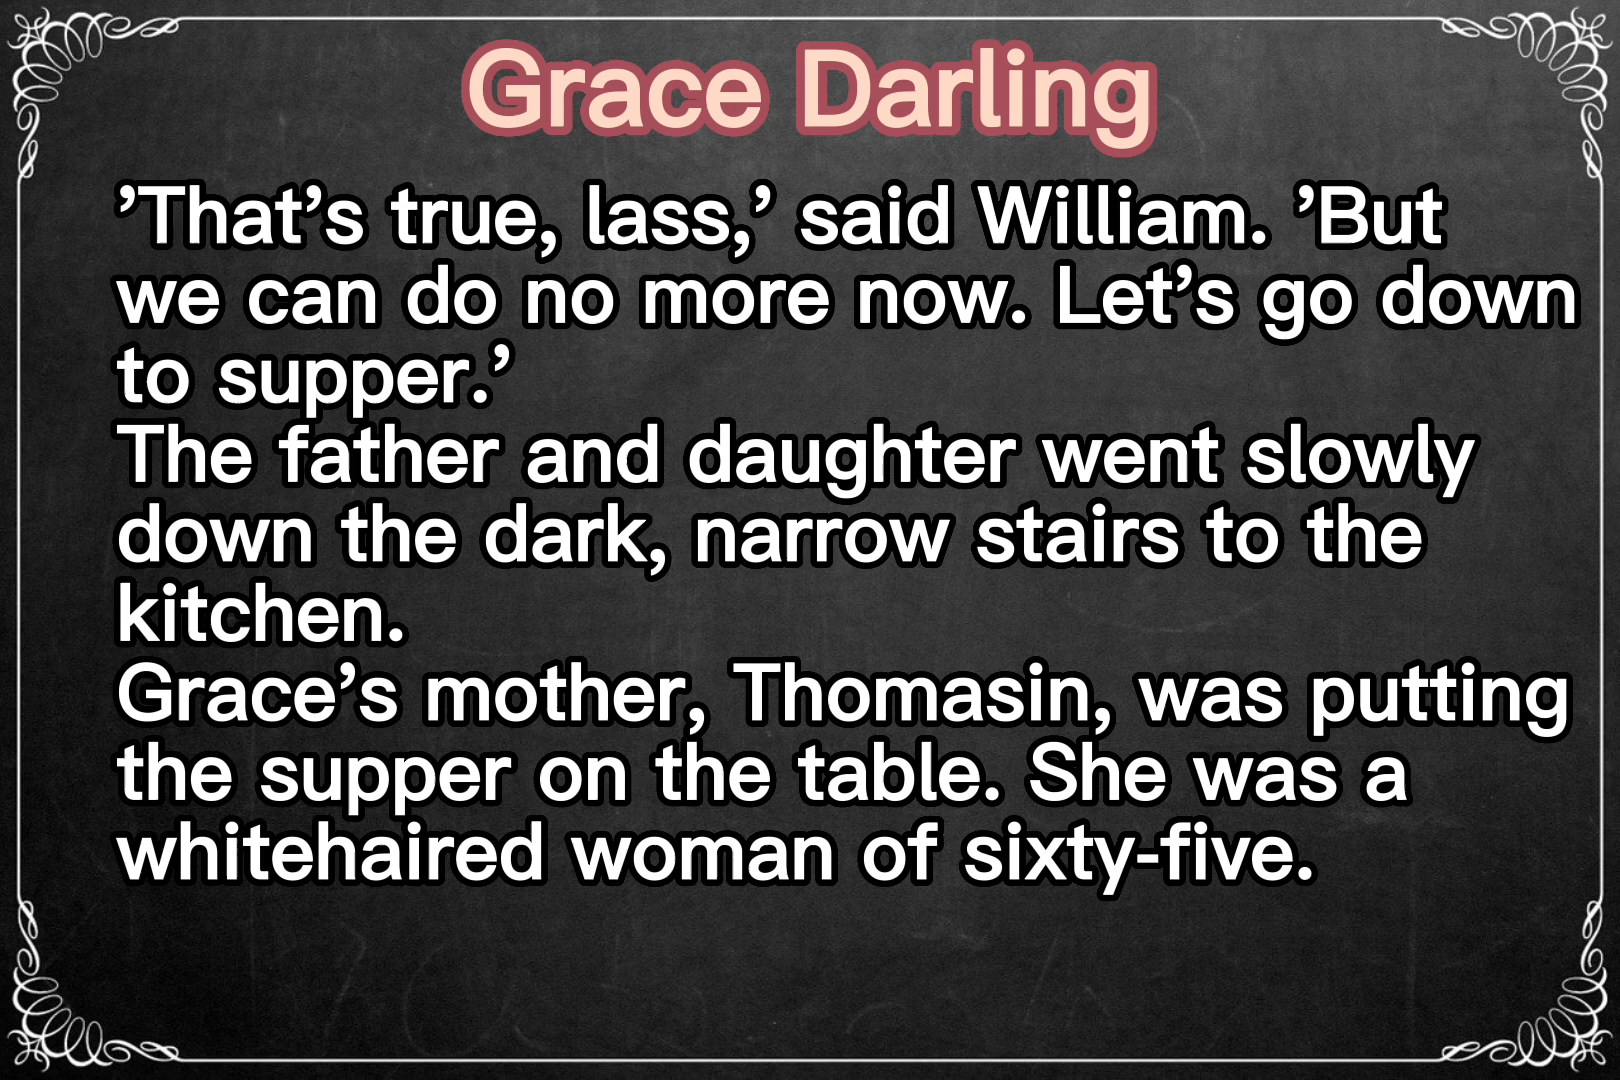 Grace Darling
’That’s true, lass,’ said William. ’But
we can do no more now. Let’s go down
to supper.’
The father and daughter went slowly
down the dark, narrow stairs to the
kitchen.
Grace’s mother, Thomasin, was putting
the supper on the table. She was a
whitehaired woman of sixty-five.